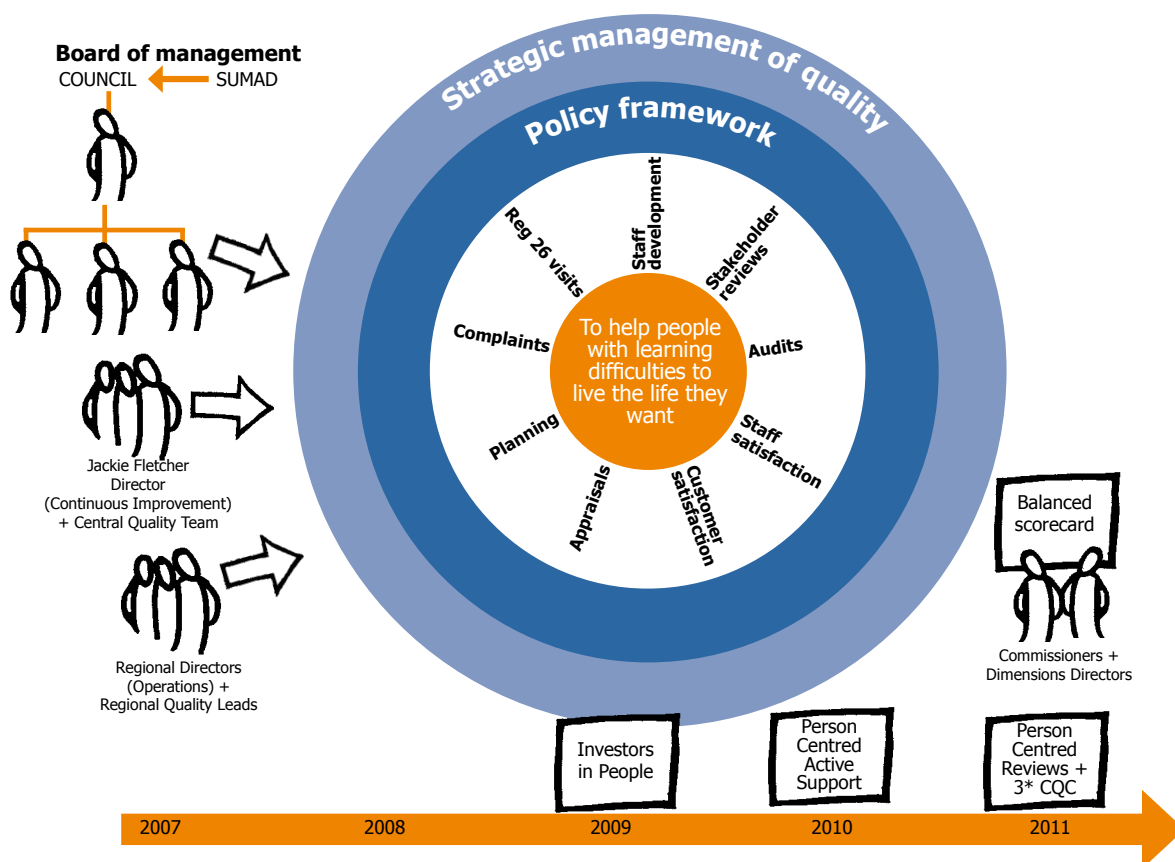 Board of management
COUNCIL
SUMAD
Strategic management of quality
Policy framework
Reg 26 visits
Staff
development
Stakeholder
reviews
Complaints
Audits
Planning
Staff
satisfaction
Appraisals
Customer
satisfaction
To help people
with learning
difficulties to
live the life they
want
Jackie Fletcher
Director
(Continuous Improvement)
+ Central Quality Team
Regional Directors
(Operations) +
Regional Quality Leads
Balanced
scorecard
Commissioners +
Dimensions Directors
Investors
in People
Person
Centred
Active
Support
Person
Centred
Reviews +
3* CQC
2007
2008
2009
2010
2011